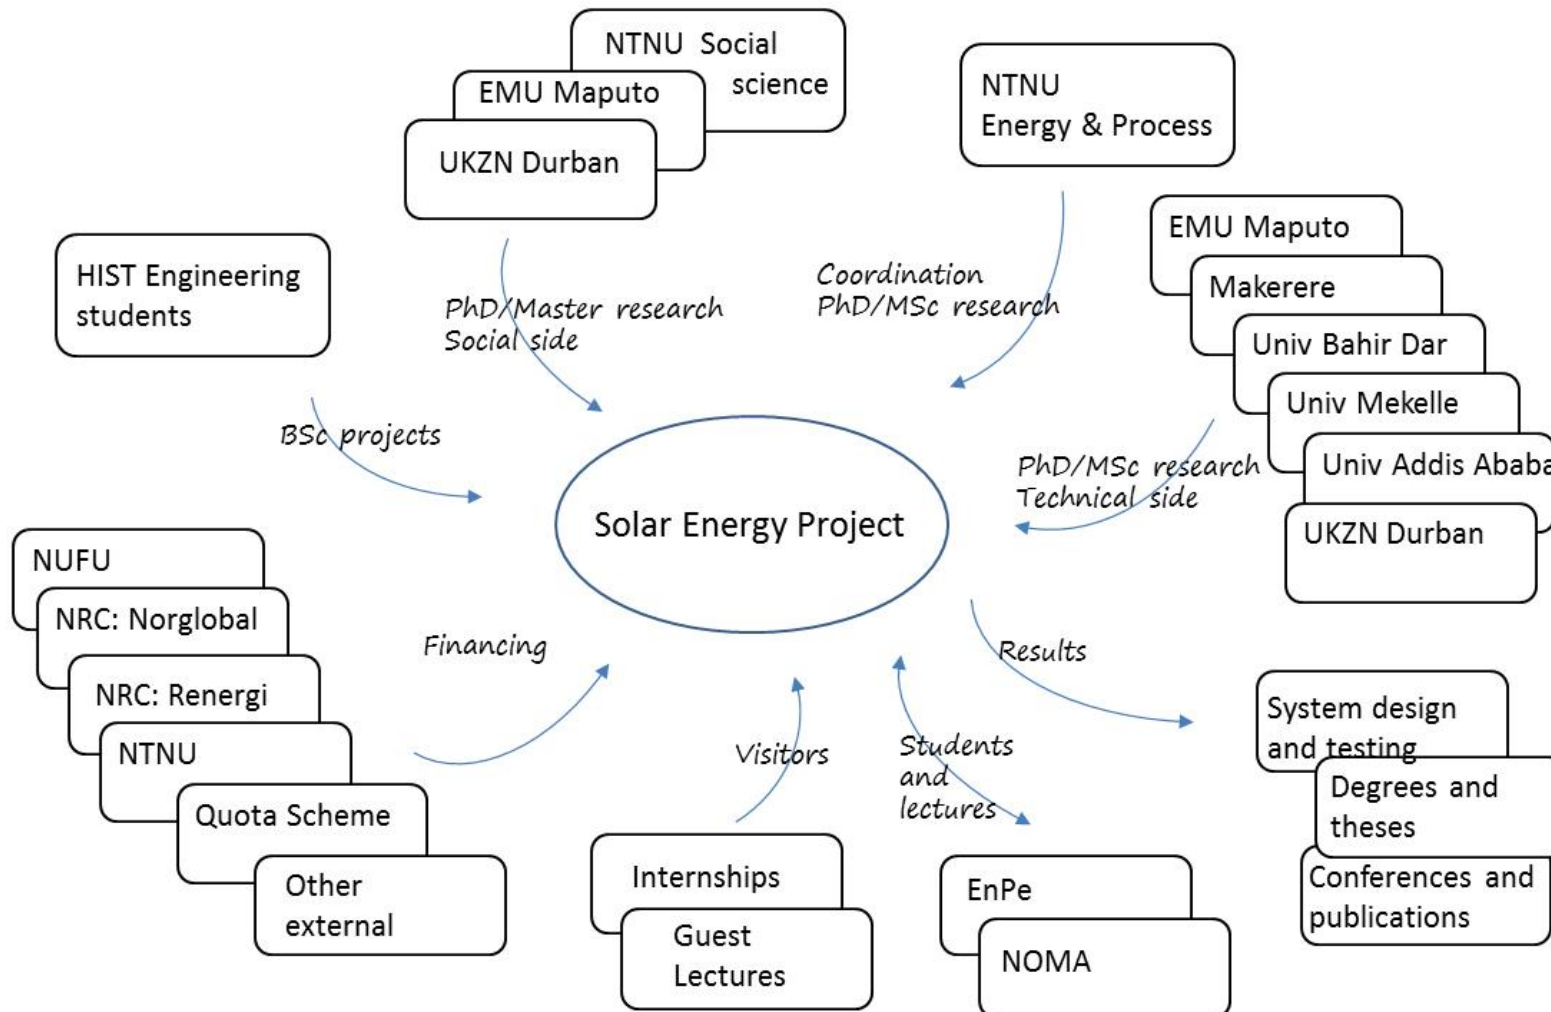 NTNU Social
science
EMU Maputo
UKZN Durban
NTNU
Energy & Process
HIST Engineering
students
PhD/Master research
Social side
Coordination
PhD/MSc research
EMU Maputo
Makerere
Univ Bahir Dar
Univ Mekelle
Univ Addis Ababa
UKZN Durban
BSc projects
PhD/MSc research
Technical side
Solar Energy Project
NUFU
NRC: Norglobal
NRC: Renergi
NTNU
Quota Scheme
Other
external
Financing
Visitors
Internships
Guest
Lectures
Students
and
lectures
EnPe
NOMA
Results
System design
and testing
Degrees and
theses
Conferences and
publications